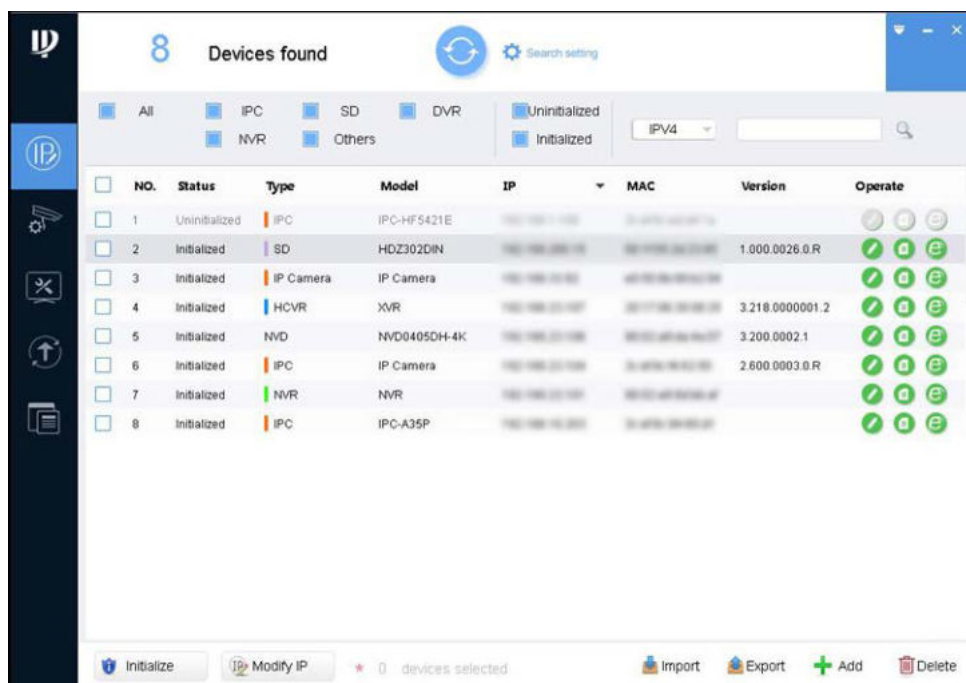 8 Devices found Search setting
All IPC SD DVR Uninitialized
NVR Others Initialized IPV4
NO. Status Type Model IP MAC Version Operate
1 Uninitialized IPC IPC-HF5421E
2 Initialized SD HDZ302DIN 1.000.0026.0.R
3 Initialized IP Camera IP Camera
4 Initialized HCVR XVR 3.218.0000001.2
5 Initialized NVD NVD0405DH-4K 3.200.0002.1
6 Initialized IPC IP Camera 2.600.0003.0.R
7 Initialized NVR NVR
8 Initialized IPC IPC-A35P
Initialize IP Modify IP * 0 devices selected Import Export Add Delete